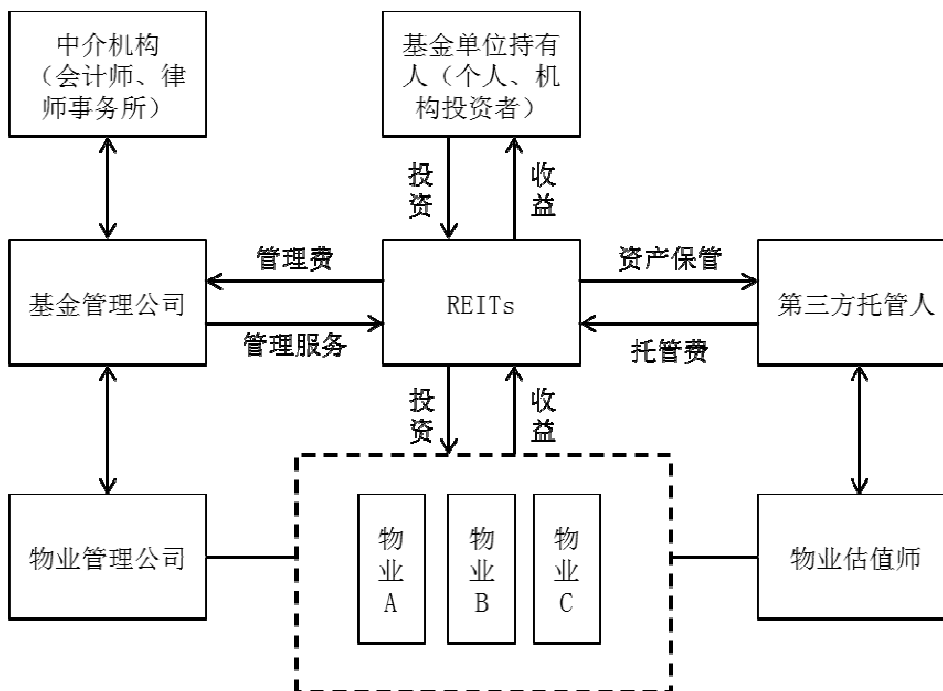 中介机构
（会计师、律
师事务所）
基金单位持有
人（个人、机
构投资者）
投资
收益
管理费
资产保管
基金管理公司
REITs
第三方托管人
管理服务
托管费
投资
收益
物业管理公司
物业A
物业B
物业C
物业估值师